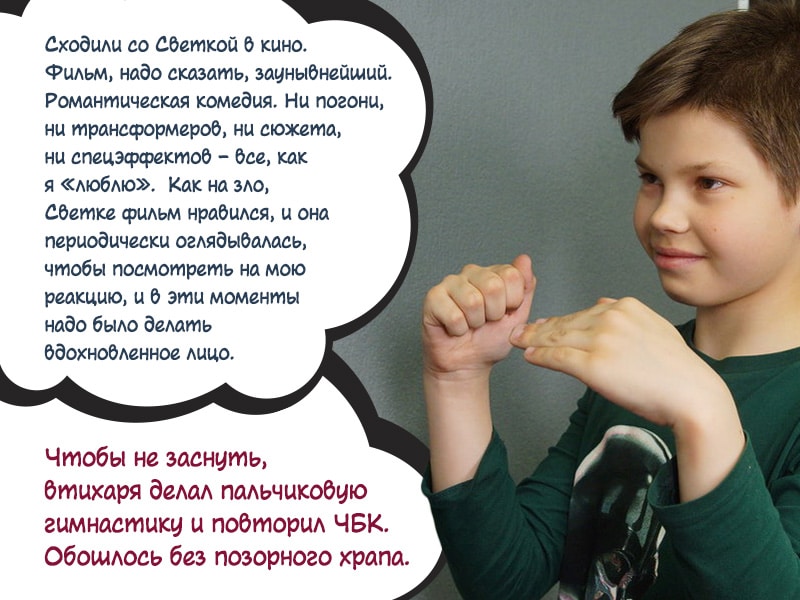 Сходили со Светкой в кино.
Фильм, надо сказать, заунывнейший.
Романтическая комедия. Ни погони,
ни трансформеров, ни сюжета,
ни спецэффектов – все, как
я «люблю». Как на зло,
Светке фильм нравился, и она
периодически оглядывалась,
чтобы посмотреть на мою
реакцию, и в эти моменты
надо было делать
вдохновленное лицо.
Чтобы не заснуть,
втихаря делал пальчиковую
гимнастику и повторил ЧБК.
Обошлось без позорного храпа.